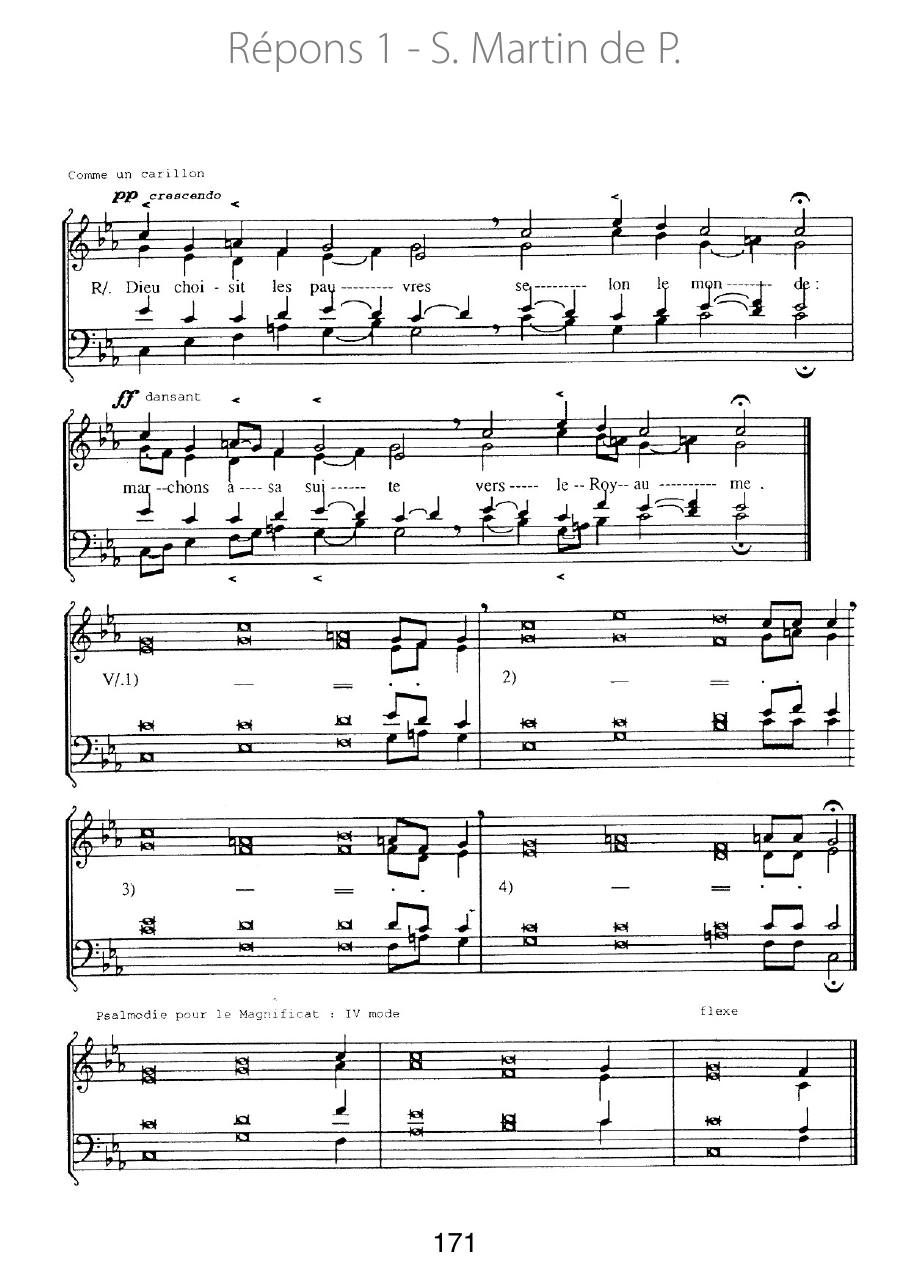 Répons 1 - S. Martin de P.
Comme un carillon
pp crescendo
R/. Dieu choi - sit les pau --------- vres se -------- lon le mon -------- de :
ff dansant
mar --chons à ---- sa sui ---- te vers ----- le -- Roy-- au ------- me .
V/.1) 2)
3) 4)
Psalmodie pour le Magnificat : IV mode flexe
171